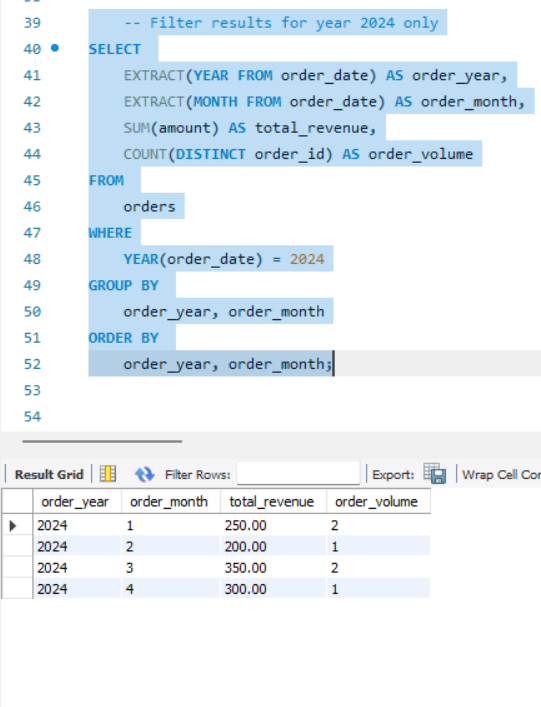 39 -- Filter results for year 2024 only
40 SELECT
41 EXTRACT(YEAR FROM order_date) AS order_year,
42 EXTRACT(MONTH FROM order_date) AS order_month,
43 SUM(amount) AS total_revenue,
44 COUNT(DISTINCT order_id) AS order_volume
45 FROM
46 orders
47 WHERE
48 YEAR(order_date) = 2024
49 GROUP BY
50 order_year, order_month
51 ORDER BY
52 order_year, order_month;
53
54
Result Grid Filter Rows: Export: Wrap Cell Cor
order_year order_month total_revenue order_volume
2024 1 250.00 2
2024 2 200.00 1
2024 3 350.00 2
2024 4 300.00 1